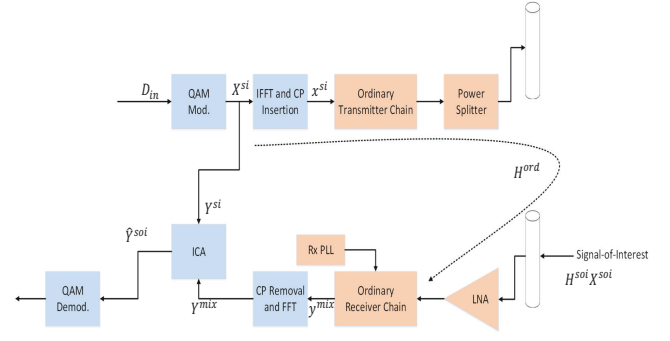 D_in
QAM
Mod.
X^si
IFFT and CP
Insertion
x^si
Ordinary
Transmitter Chain
Power
Splitter
H^ord
Y^si
Ŷ^soi
ICA
Rx PLL
Signal-of-Interest
H^soi X^soi
QAM
Demod.
Y^mix
CP Removal
and FFT
y^mix
Ordinary
Receiver Chain
LNA